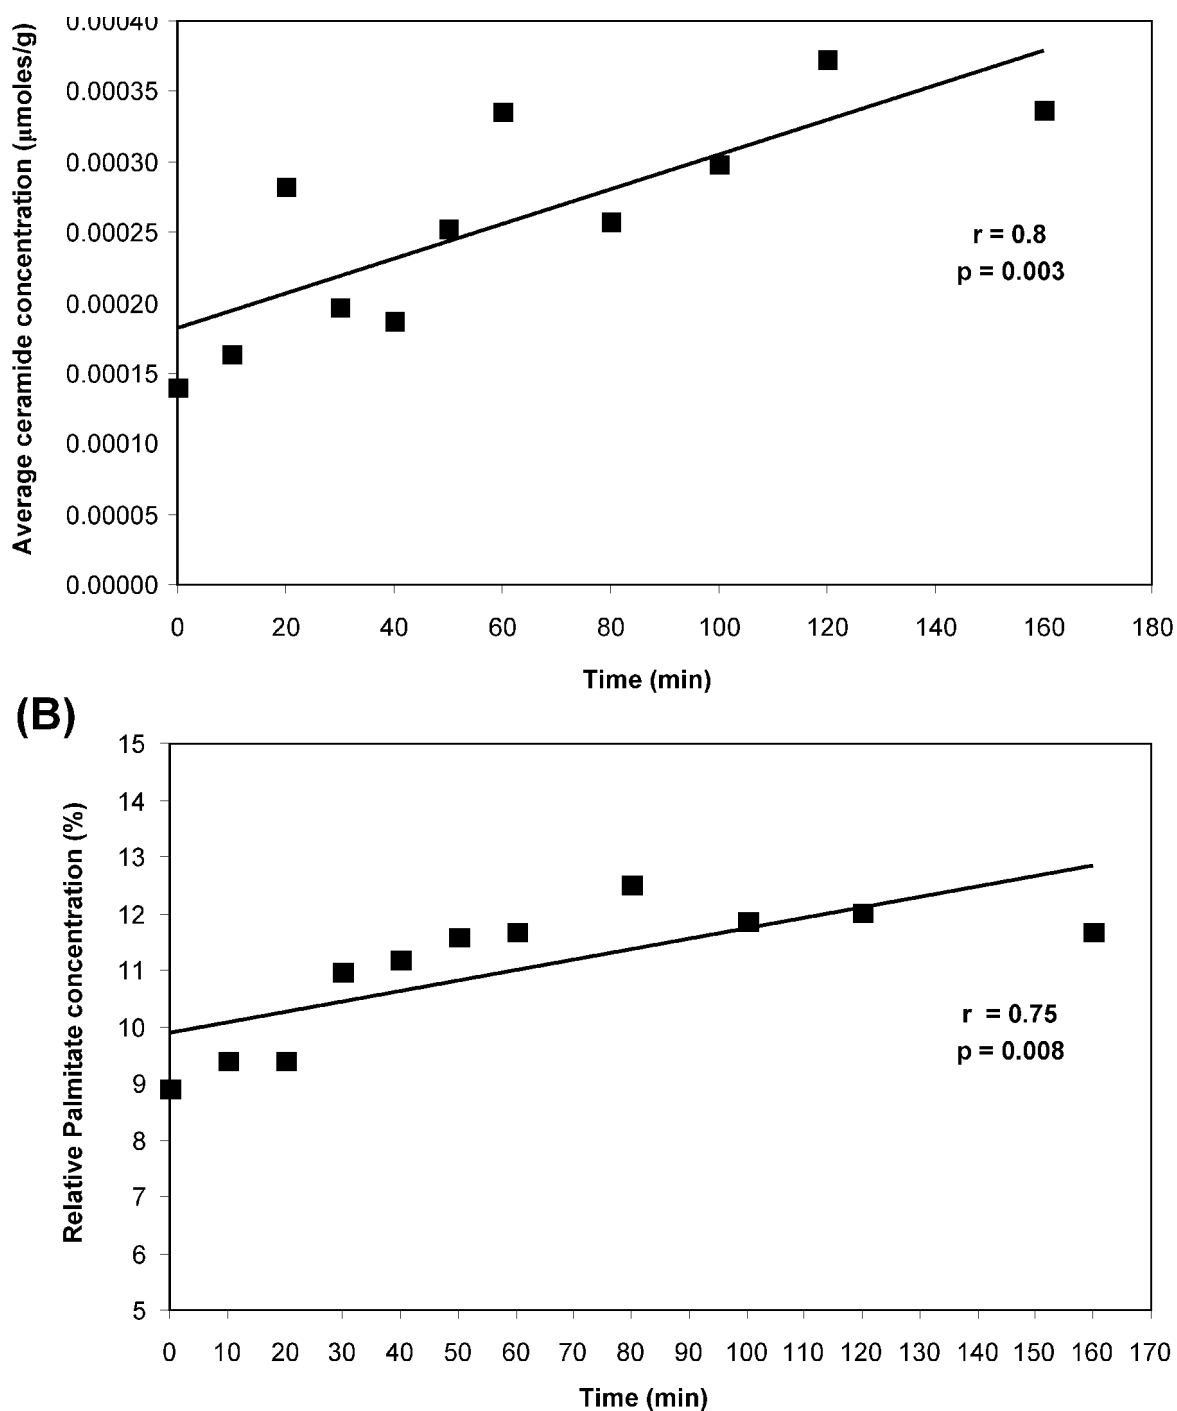 0.00040
0.00035
0.00030
0.00025
0.00020
0.00015
0.00010
0.00005
0.00000
Average ceramide concentration (µmoles/g)
r = 0.8
p = 0.003
0 20 40 60 80 100 120 140 160 180
Time (min)
(B)
15
14
13
12
11
10
9
8
7
6
5
Relative Palmitate concentration (%)
r = 0.75
p = 0.008
0 10 20 30 40 50 60 70 80 90 100 110 120 130 140 150 160 170
Time (min)